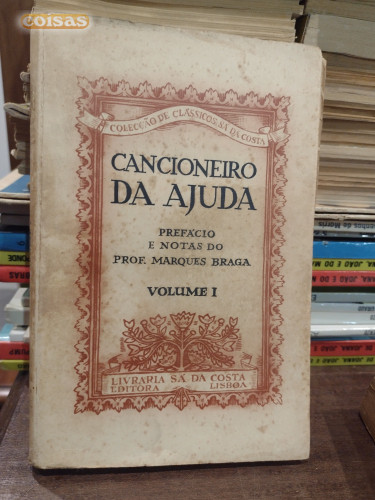 coisas
COLECÇÃO DE CLÁSSICOS SÁ DA COSTA
CANCIONEIRO
DA AJUDA
PREFÁCIO
E NOTAS DO
PROF. MARQUES BRAGA
VOLUME I
LIVRARIA SÁ DA COSTA
EDITORA LISBOA